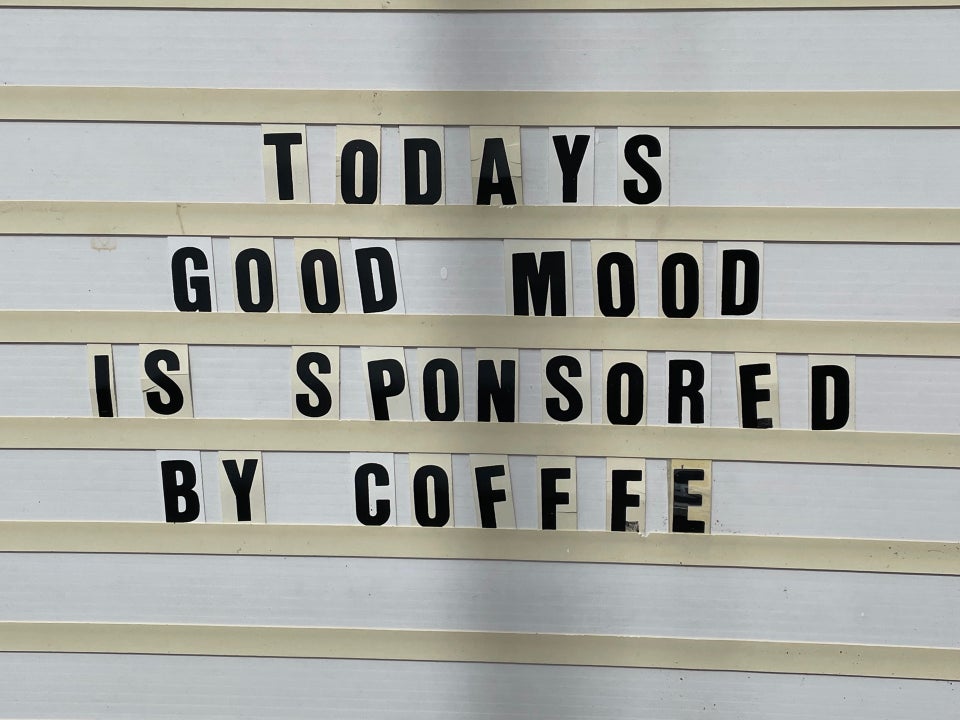 TODAYS
GOOD MOOD
IS SPONSORED
BY COFFEE